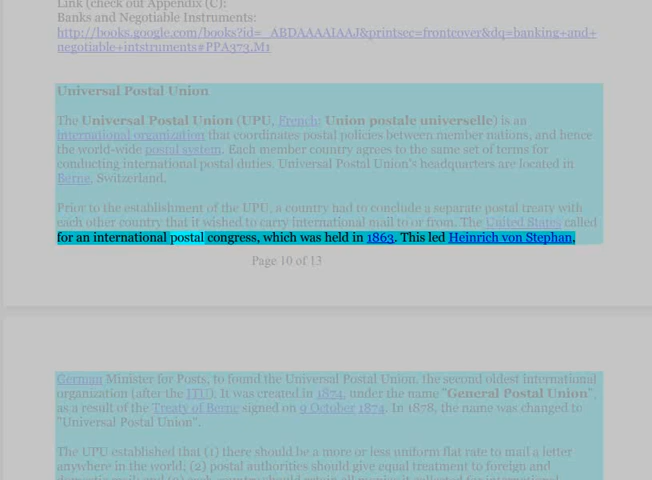 Link (check out Appendix (C):
Banks and Negotiable Instruments:
http://books.google.com/books?id=_ABDAAAAIAAJ&printsec=frontcover&dq=banking+and+
negotiable+intstruments#PPA373,M1
Universal Postal Union
The Universal Postal Union (UPU, French: Union postale universelle) is an
international organization that coordinates postal policies between member nations, and hence
the world-wide postal system. Each member country agrees to the same set of terms for
conducting international postal duties. Universal Postal Union's headquarters are located in
Berne, Switzerland.
Prior to the establishment of the UPU, a country had to conclude a separate postal treaty with
each other country that it wished to carry international mail to or from. The United States called
for an international postal congress, which was held in 1863. This led Heinrich von Stephan,
Page 10 of 13
German Minister for Posts, to found the Universal Postal Union, the second oldest international
organization (after the ITU). It was created in 1874, under the name "General Postal Union",
as a result of the Treaty of Berne signed on 9 October 1874. In 1878, the name was changed to
"Universal Postal Union".
The UPU established that (1) there should be a more or less uniform flat rate to mail a letter
anywhere in the world; (2) postal authorities should give equal treatment to foreign and